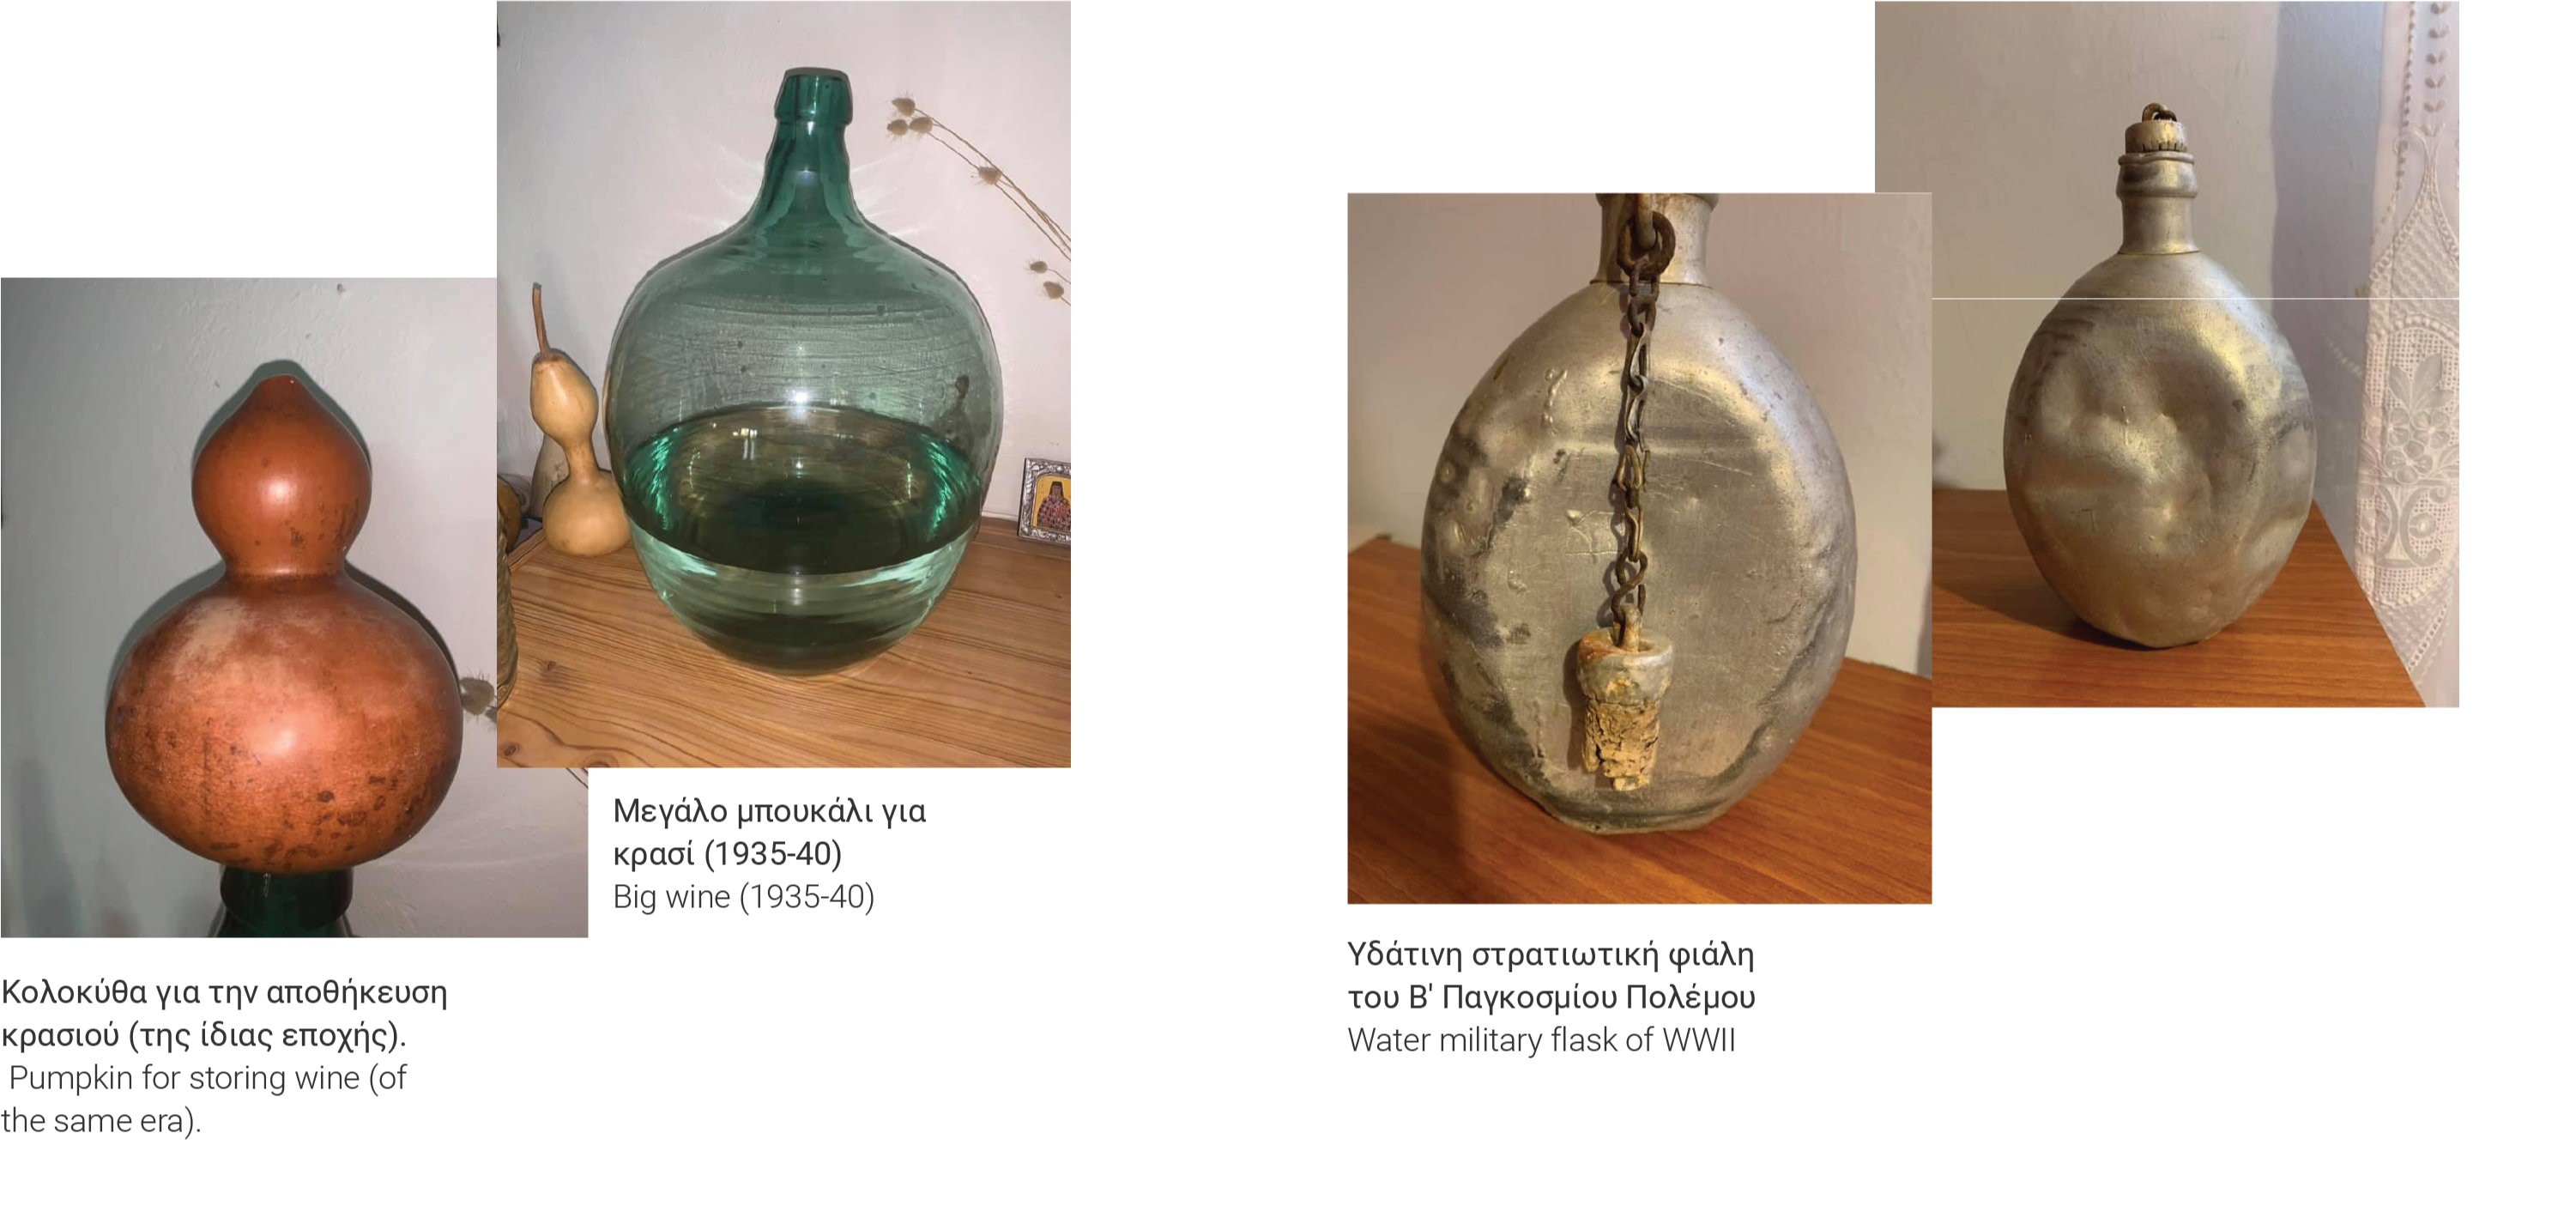 Μεγάλο μπουκάλι για
κρασί (1935-40)
Big wine (1935-40)
Κολοκύθα για την αποθήκευση
κρασιού (της ίδιας εποχής).
Pumpkin for storing wine (of
the same era).
Υδάτινη στρατιωτική φιάλη
του Β' Παγκοσμίου Πολέμου
Water military flask of WWII